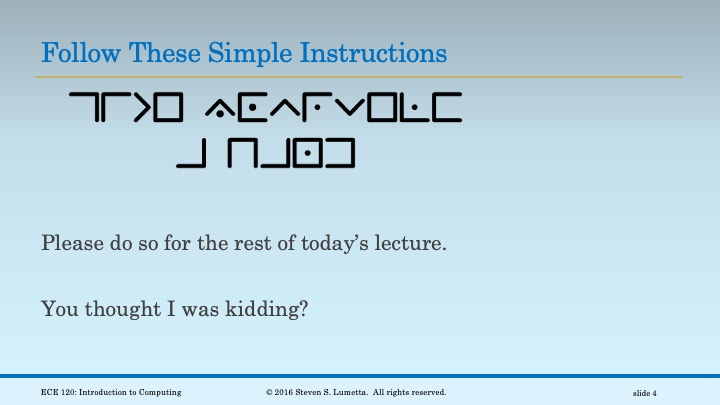 Follow These Simple Instructions
Please do so for the rest of today's lecture.
You thought I was kidding?
ECE 120: Introduction to Computing
© 2016 Steven S. Lumetta. All rights reserved.
slide 4